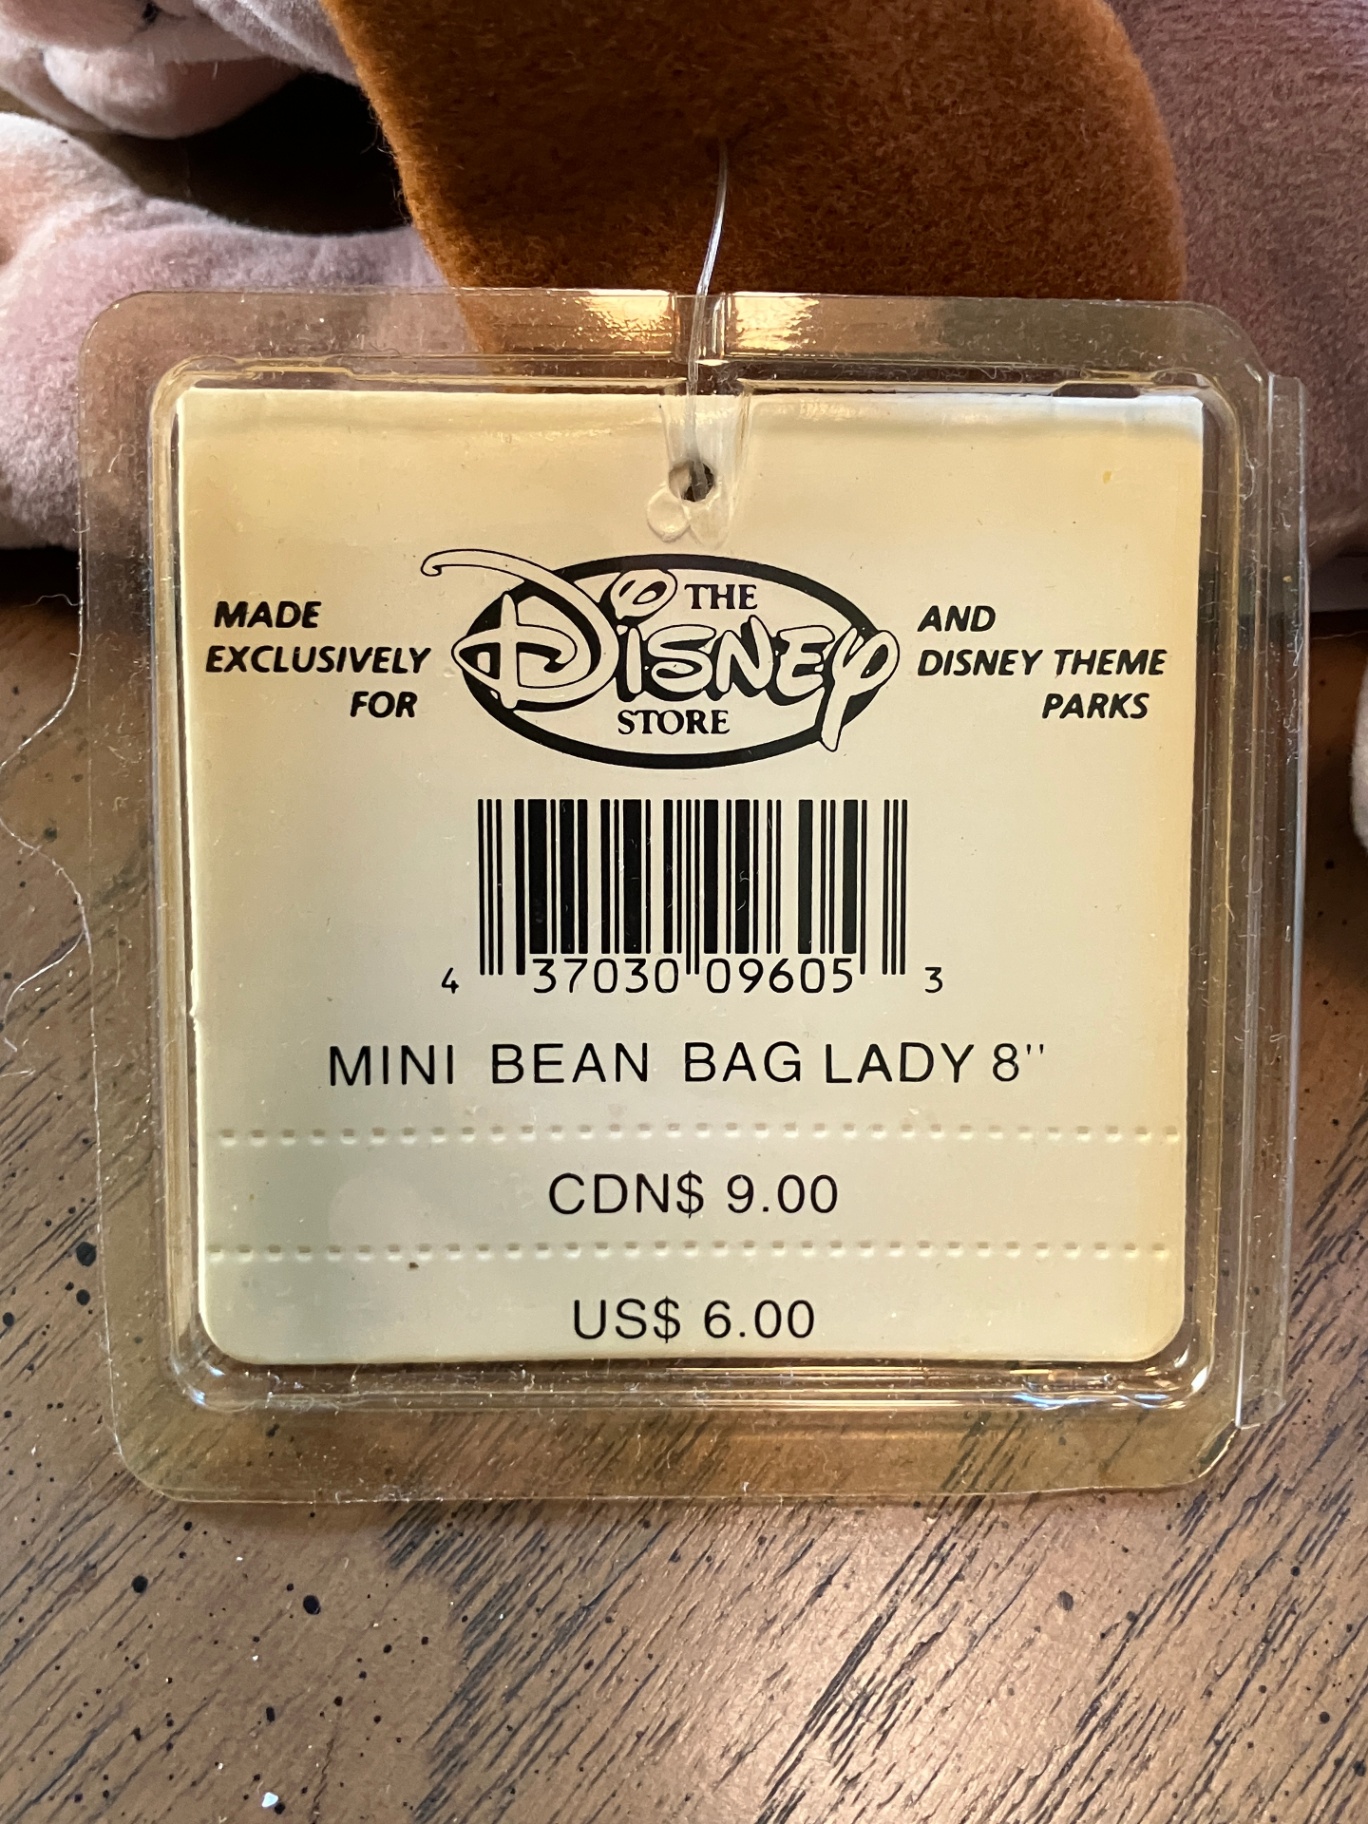 MADE
EXCLUSIVELY
FOR
THE
DISNEY
STORE
AND
DISNEY THEME
PARKS
4 37030 09605 3
MINI BEAN BAG LADY 8''
CDN$ 9.00
US$ 6.00